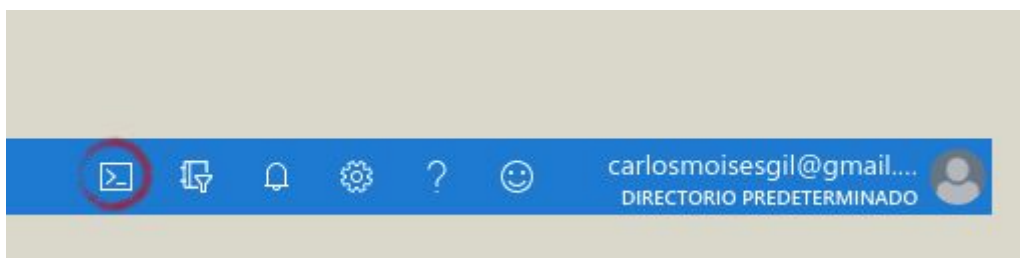 carlosmoisesgil@gmail....
DIRECTORIO PREDETERMINADO